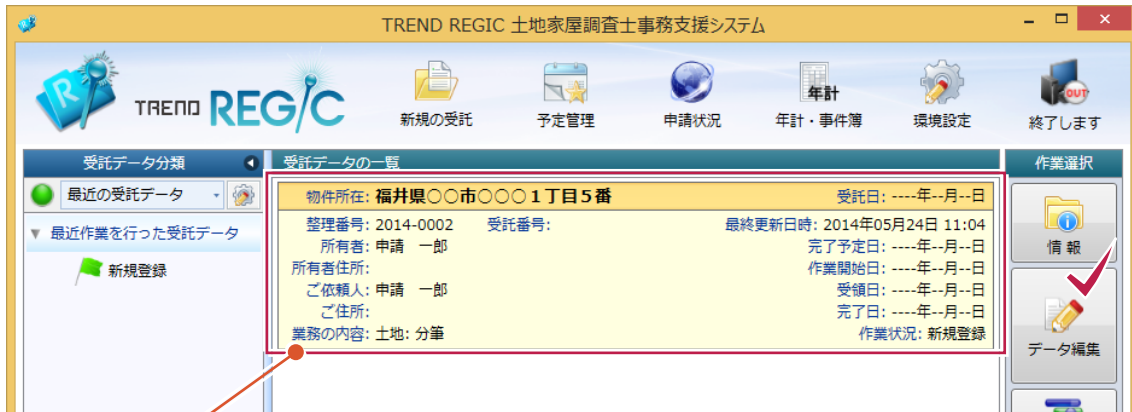 TREND REGIC 土地家屋調査士事務支援システム
TREND REGIC
新規の受託
予定管理
申請状況
年計
年計・事件簿
環境設定
OUT
終了します
受託データ分類
受託データの一覧
作業選択
最近の受託データ
最近作業を行った受託データ
新規登録
物件所在: 福井県○○市○○○1丁目5番 受託日: ----年--月--日
整理番号: 2014-0002 受託番号: 最終更新日時: 2014年05月24日 11:04
所有者: 申請 一郎 完了予定日: ----年--月--日
所有者住所: 作業開始日: ----年--月--日
ご依頼人: 申請 一郎 受領日: ----年--月--日
ご住所: 完了日: ----年--月--日
業務の内容: 土地: 分筆 作業状況: 新規登録
情報
データ編集